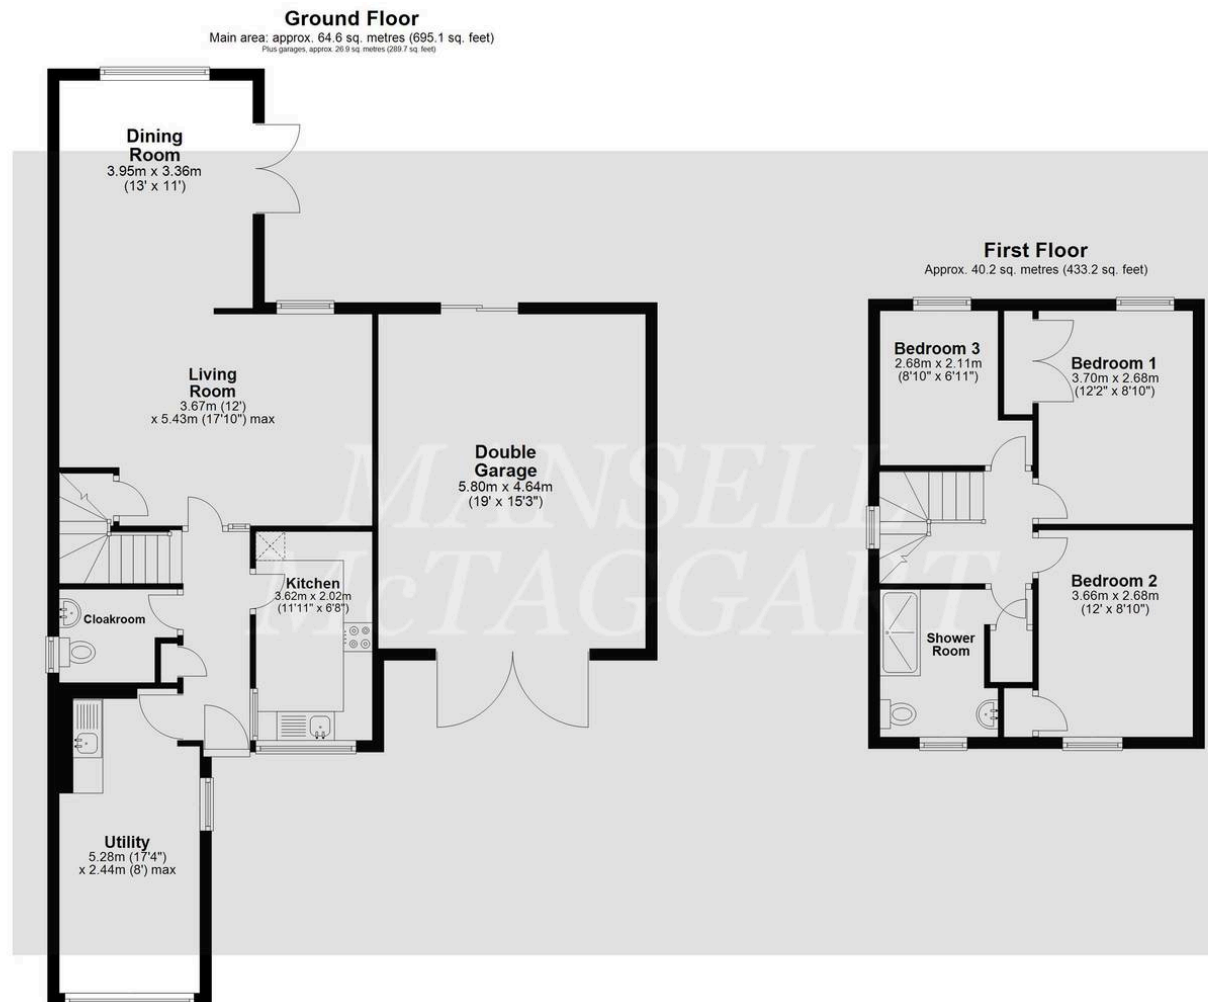 Ground Floor
Main area: approx. 64.6 sq. metres (695.1 sq. feet)
Plus garages, approx. 26.9 sq. metres (289.7 sq. feet)
Dining
Room
3.95m x 3.36m
(13' x 11')
Living
Room
3.67m (12')
x 5.43m (17'10") max
Double
Garage
5.80m x 4.64m
(19' x 15'3")
Kitchen
3.62m x 2.02m
(11'11" x 6'8")
Cloakroom
Utility
5.28m (17'4")
x 2.44m (8') max
First Floor
Approx. 40.2 sq. metres (433.2 sq. feet)
Bedroom 3
2.68m x 2.11m
(8'10" x 6'11")
Bedroom 1
3.70m x 2.68m
(12'2" x 8'10")
Bedroom 2
3.66m x 2.68m
(12' x 8'10")
Shower
Room
MANSELL
McTAGGART